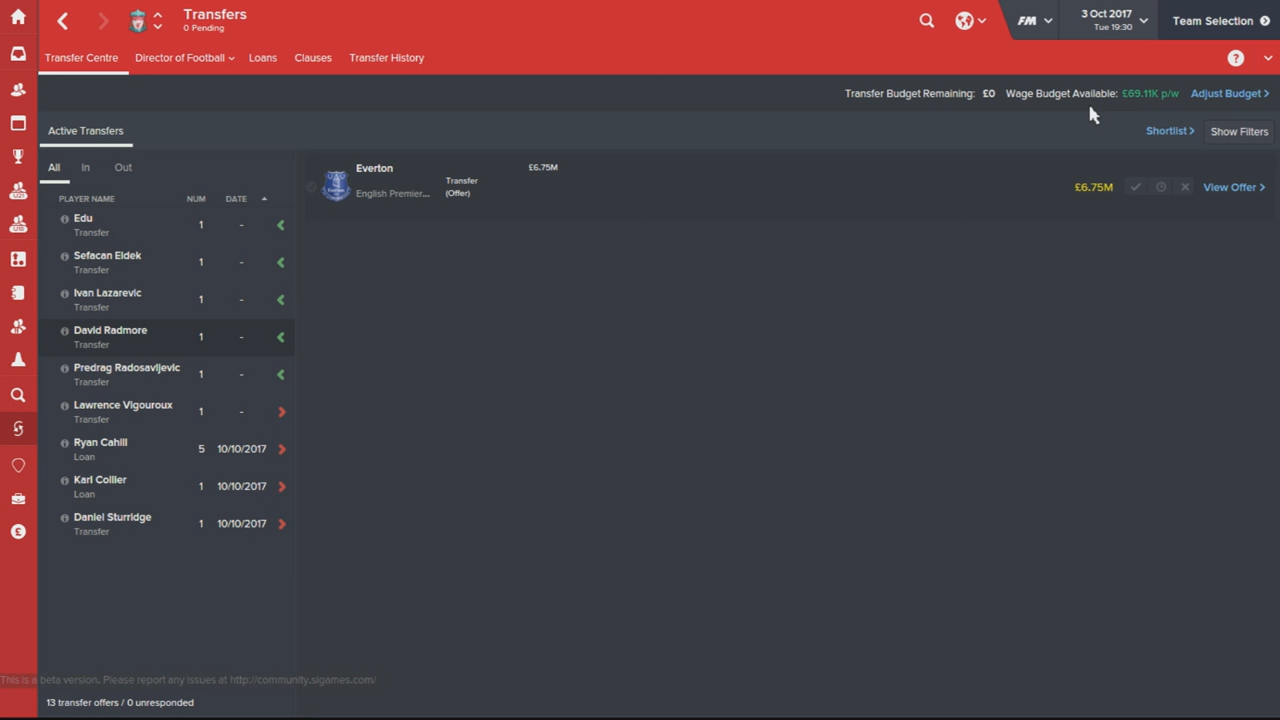 Transfers
0 Pending
FM
3 Oct 2017
Tue 19:30
Team Selection
Transfer Centre
Director of Football
Loans
Clauses
Transfer History
?
Transfer Budget Remaining: £0
Wage Budget Available: £69.11K p/w
Adjust Budget >
Active Transfers
Shortlist >
Show Filters
All
In
Out
PLAYER NAME NUM DATE
Edu 1 -
Transfer
Sefacan Eldek 1 -
Transfer
Ivan Lazarevic 1 -
Transfer
David Radmore 1 -
Transfer
Predrag Radosavljevic 1 -
Transfer
Lawrence Vigouroux 1 -
Transfer
Ryan Cahill 5 10/10/2017
Loan
Karl Collier 1 10/10/2017
Loan
Daniel Sturridge 1 10/10/2017
Transfer
Everton
English Premier...
Transfer
(Offer)
£6.75M
£6.75M
View Offer >
This is a beta version. Please report any issues at http://community.sigames.com/
13 transfer offers / 0 unresponded